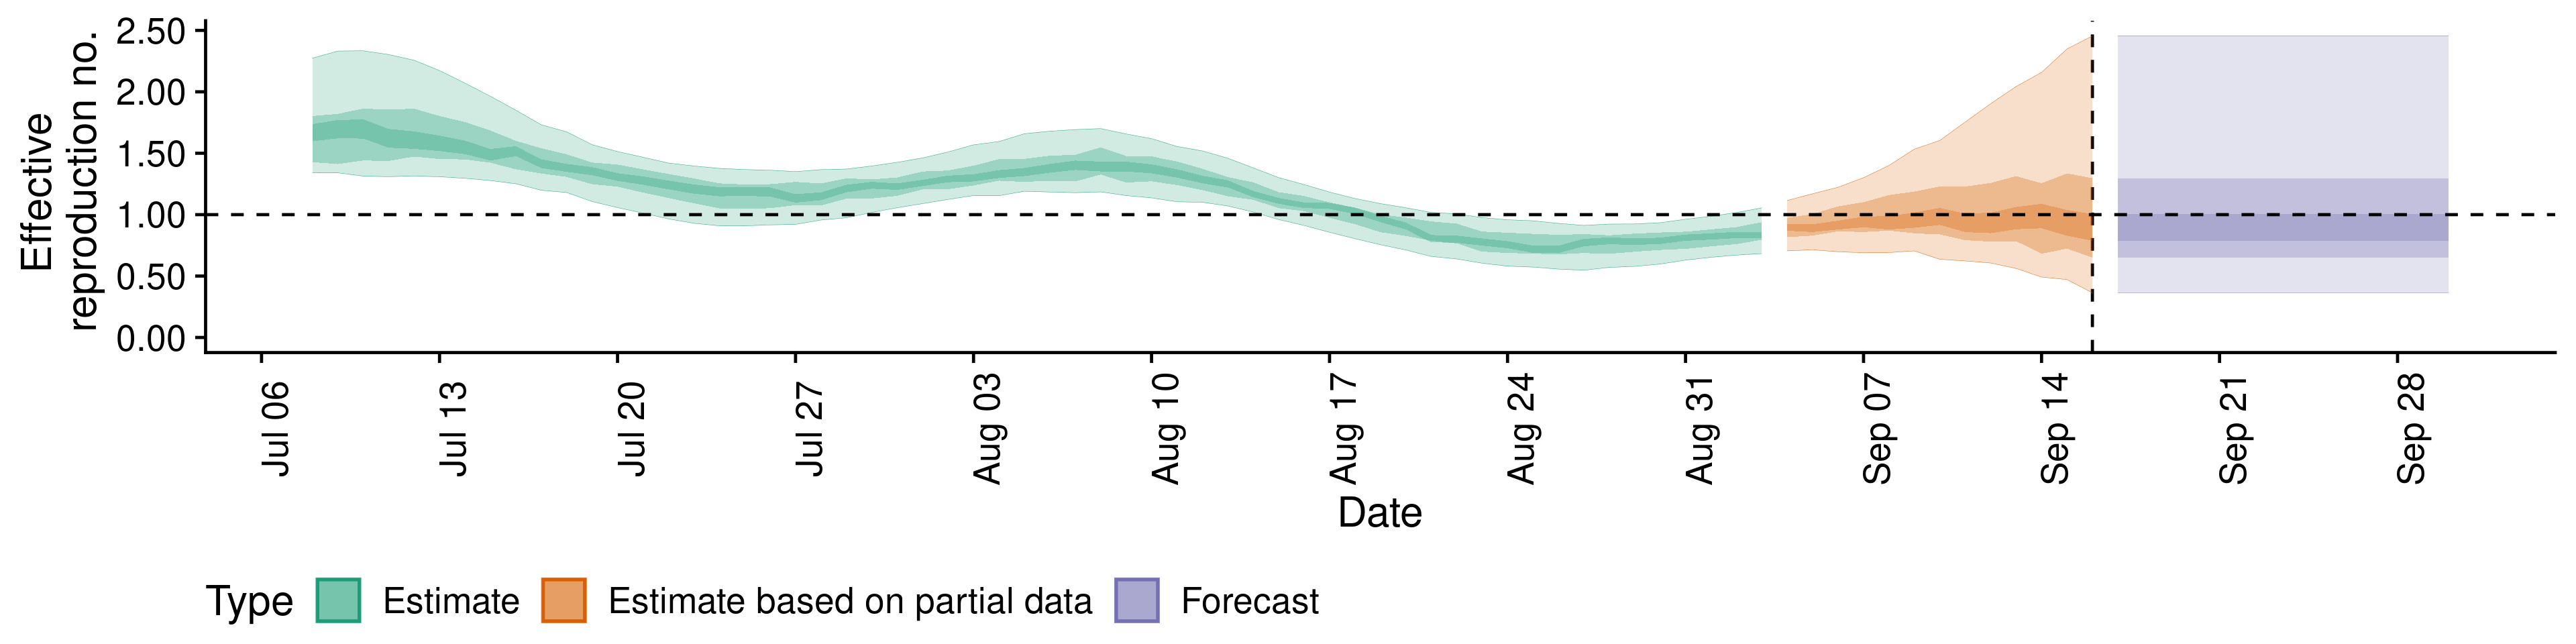 Effective
reproduction no.
2.50
2.00
1.50
1.00
0.50
0.00
Jul 06
Jul 13
Jul 20
Jul 27
Aug 03
Aug 10
Aug 17
Aug 24
Aug 31
Sep 07
Sep 14
Sep 21
Sep 28
Date
Type Estimate Estimate based on partial data Forecast